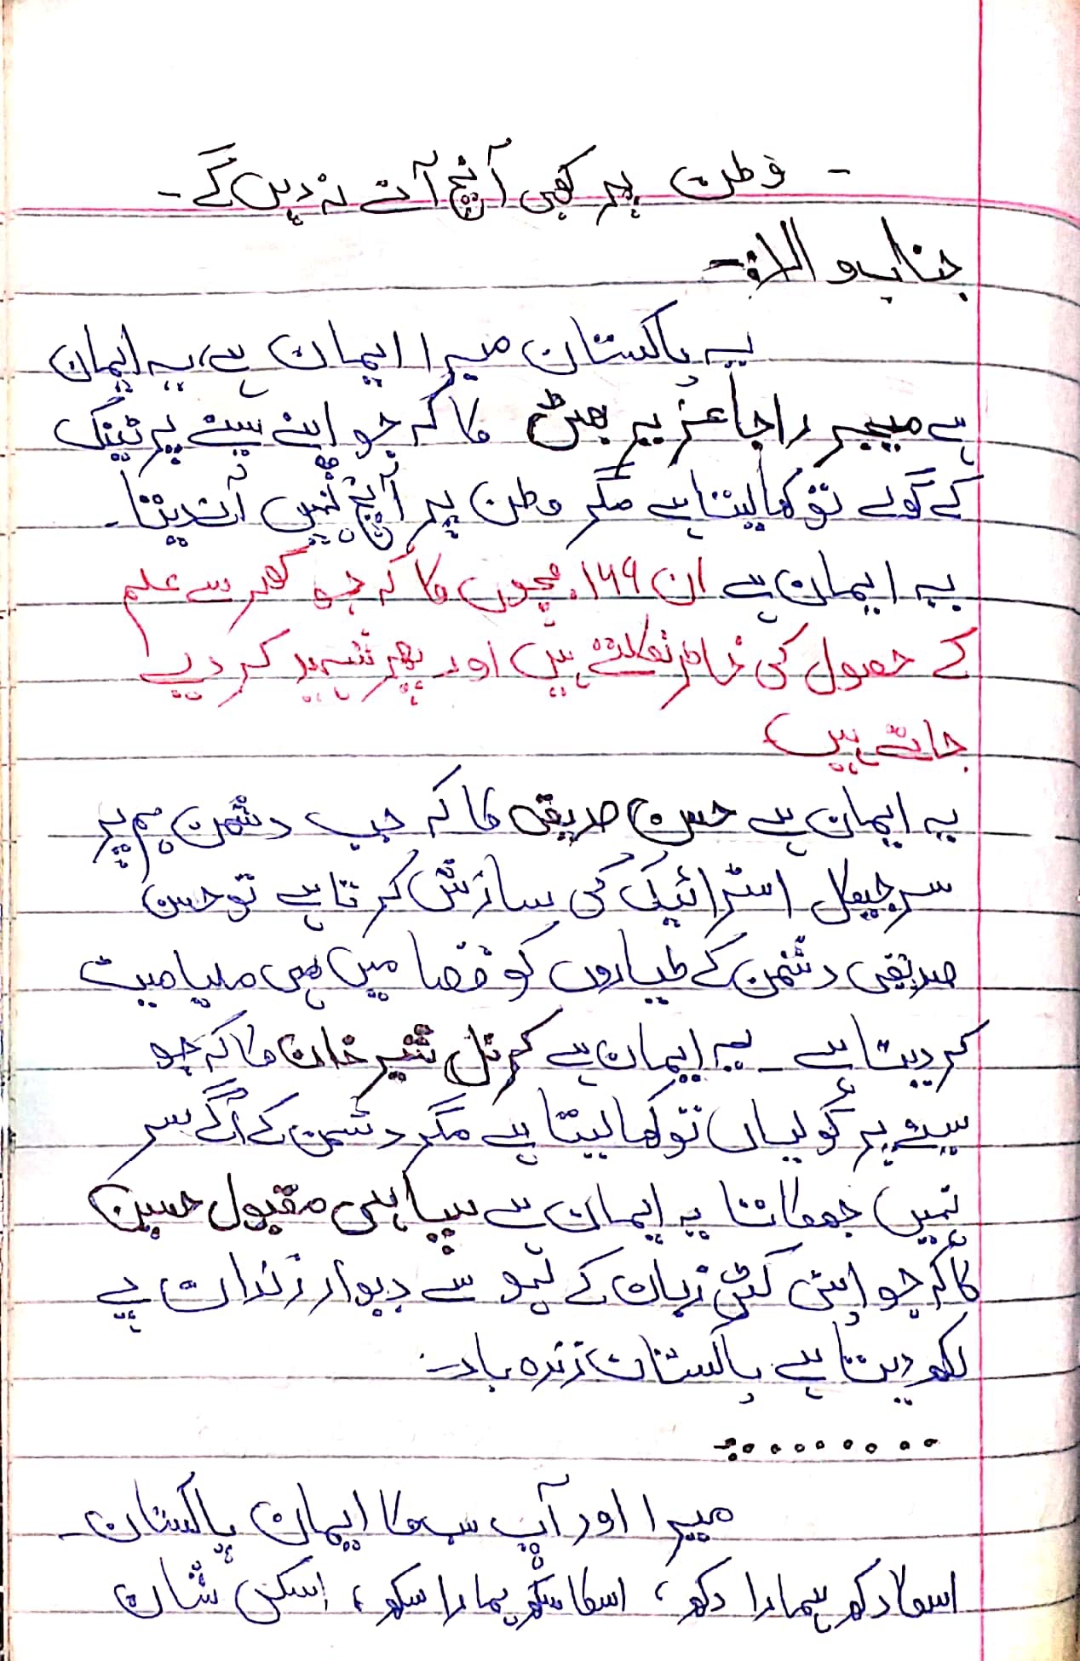 - وطن پر کبھی آنچ آنے نہ دیں گے -
جناب والا :-
یہ پاکستان میرا ایمان ہے، یہ ایمان
ہے میجر راجا عزیز بھٹی کا کہ جو اپنے سینے پر ٹینک
کے گولے تو کھا لیتا ہے مگر وطن پر آنچ نہیں آنے دیتا۔
یہ ایمان ہے ان ۱۶۹ بچوں کا کہ جو گھر سے علم
کے حصول کی خاطر نکلتے ہیں اور پھر شہید کر دیے
جاتے ہیں
یہ ایمان ہے حسن صدیقی کا کہ جب دشمن ہم پر
سرجیکل اسٹرائیک کی سازش کرتا ہے تو حسن
صدیقی دشمن کے طیاروں کو فضا میں ہی ملیا میٹ
کر دیتا ہے ۔ یہ ایمان ہے کرنل شیر خان کا کہ جو
سینے پر گولیاں تو کھا لیتا ہے مگر دشمن کے آگے سر
نہیں جھکاتا یہ ایمان ہے سپاہی مقبول حسین
کا کہ جو اپنی کٹی زبان کے لہو سے دیوار زندان پے
لکھ دیتا ہے پاکستان زندہ باد :-
میرا اور آپ سب کا ایمان پاکستان ۔
اسکا دکھ ہمارا دکھ، اسکا سکھ ہمارا سکھ، اسکی شان